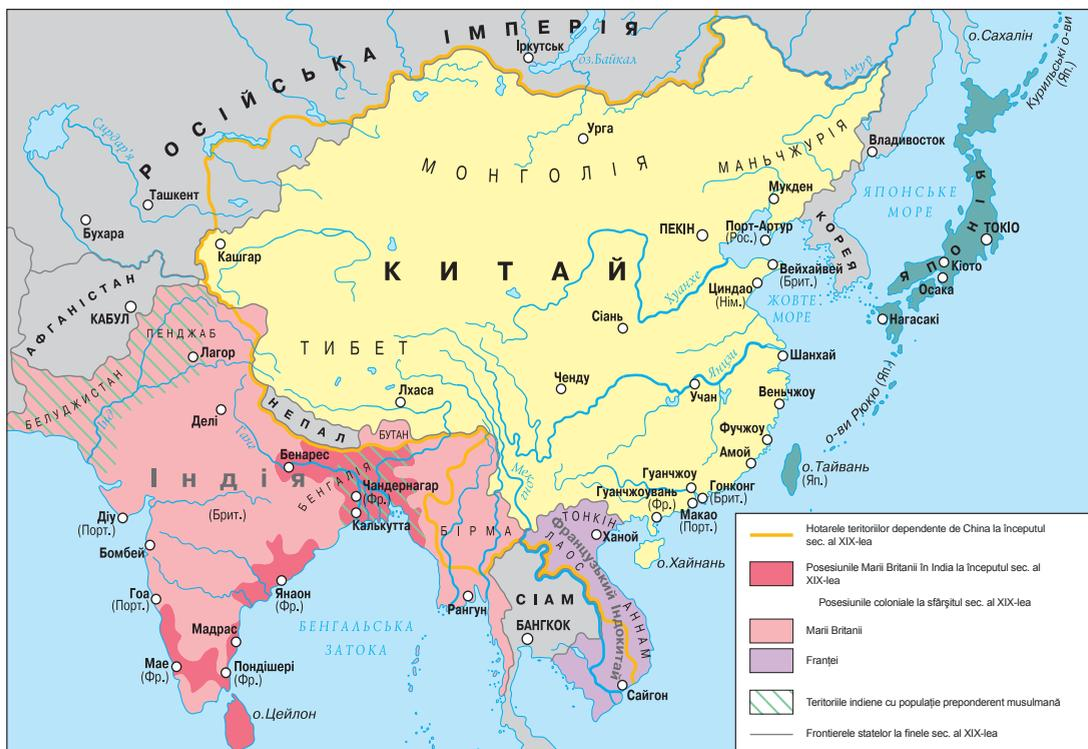 РОСІЙСЬКА ІМПЕРІЯ
Іркутськ
оз.Байкал
Амур
о.Сахалін
Курильські о-ви
(Яп.)
Сирдар'я
Урга
МОНГОЛІЯ
МАНЬЧЖУРІЯ
Владивосток
Ташкент
Бухара
Мукден
ЯПОНСЬКЕ
МОРЕ
ЯПОНІЯ
ТОКІО
Кашгар
ПЕКІН
Порт-Артур
(Рос.)
КОРЕЯ
Кіото
Осака
КИТАЙ
Вейхайвей
(Брит.)
Хуанхе
Циндао
(Нім.)
ЖОВТЕ
МОРЕ
АФГАНІСТАН
КАБУЛ
ПЕНДЖАБ
Лагор
Сіань
Нагасакі
ТИБЕТ
БЕЛУДЖИСТАН
Інд
Шанхай
Янцзи
Лхаса
Ченду
Учан
Веньчжоу
о-ви Рюкю (Яп.)
Делі
НЕПАЛ
Ганг
БУТАН
Фучжоу
Бенарес
Амой
о.Тайвань
(Яп.)
Індія
(Брит.)
БЕНГАЛІЯ
Чандернагар
(Фр.)
Калькутта
Меконг
Гуанчжоу
Гонконг
(Брит.)
Гуанчжоувань
(Фр.)
Макао
(Порт.)
Діу
(Порт.)
БІРМА
ТОНКІН
Ханой
ЛАОС
Французький Індокитай
Бомбей
о.Хайнань
Янаон
(Фр.)
Гоа
(Порт.)
Рангун
СІАМ
БАНГКОК
АННАМ
БЕНГАЛЬСЬКА
ЗАТОКА
Мадрас
Мае
(Фр.)
Пондішері
(Фр.)
Сайгон
о.Цейлон
Hotarele teritoriilor dependente de China la începutul
sec. al XIX-lea
Posesiunile Marii Britanii în India la începutul sec. al
XIX-lea
Posesiunile coloniale la sfârșitul sec. al XIX-lea
Marii Britanii
Franței
Teritoriile indiene cu populație preponderent musulmană
Frontierele statelor la finele sec. al XIX-lea